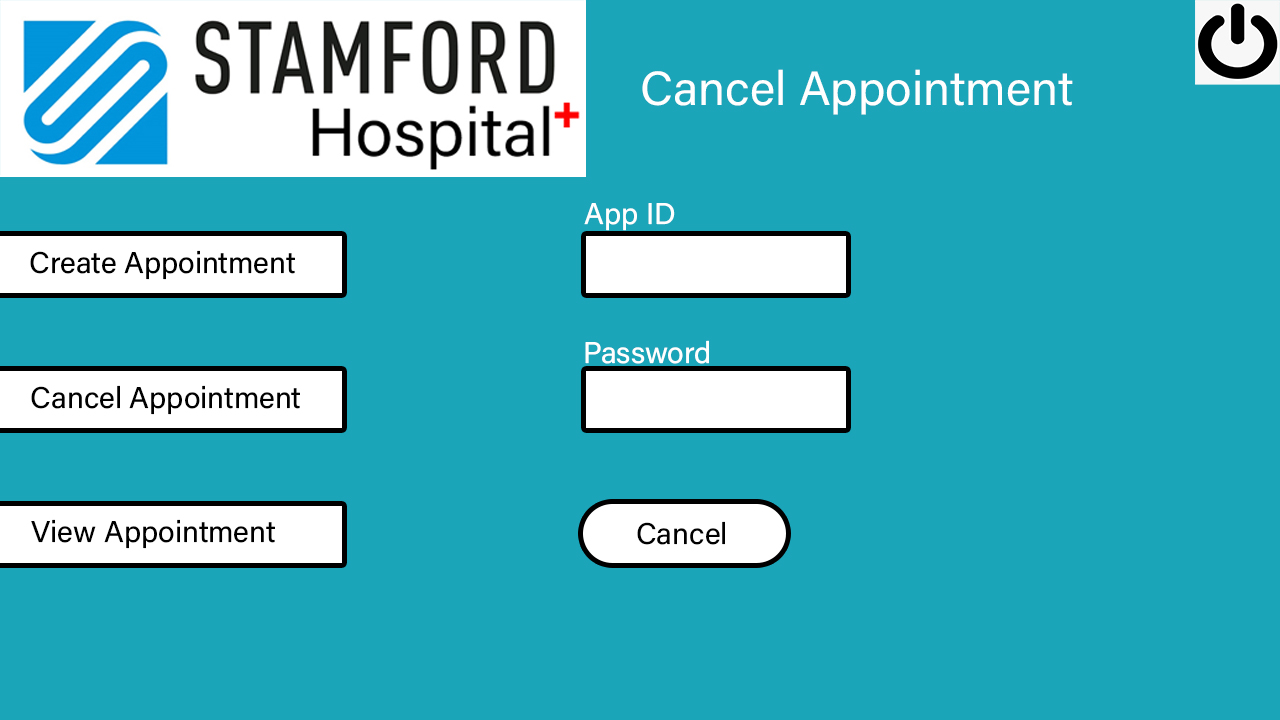 STAMFORD
Hospital+
Cancel Appointment
App ID
Create Appointment
Password
Cancel Appointment
View Appointment
Cancel